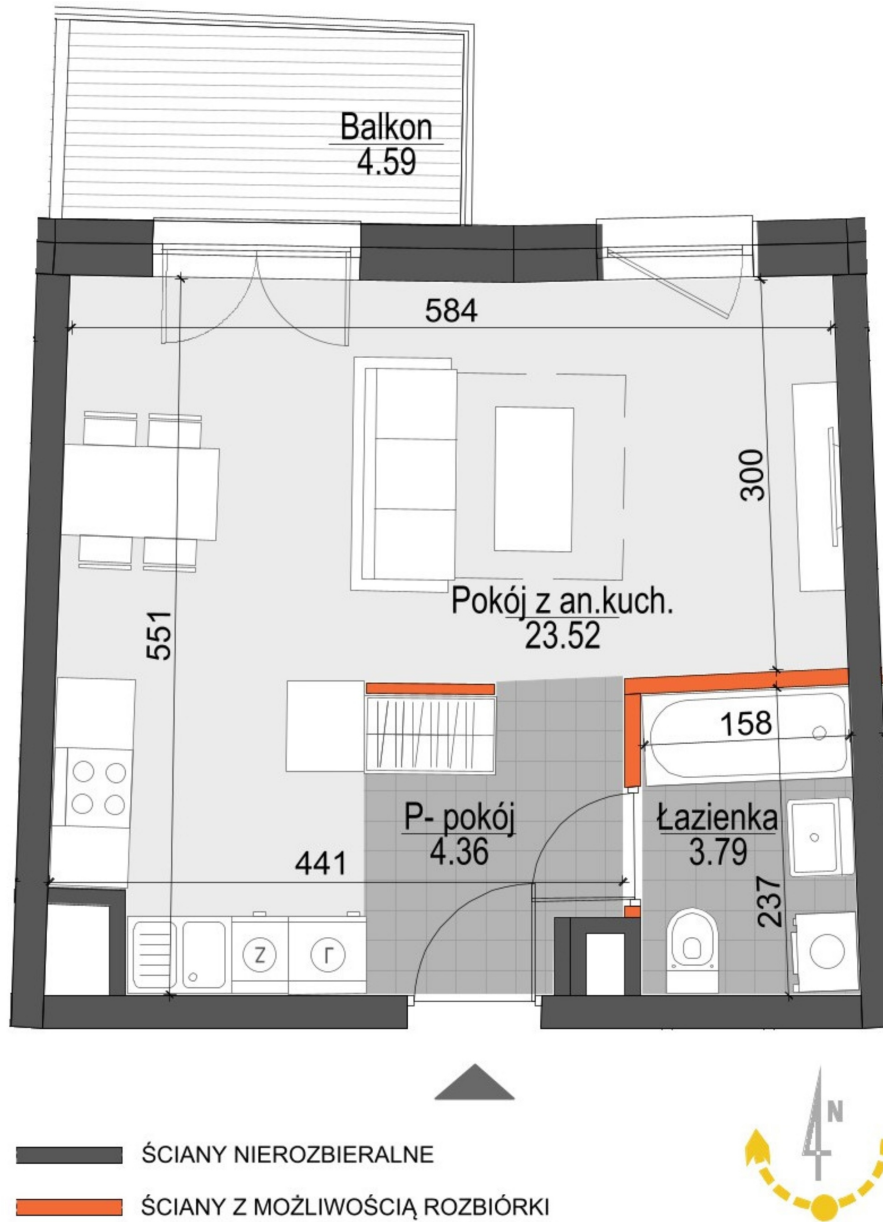 Balkon
4.59
584
300
551
Pokój z an.kuch.
23.52
158
P- pokój
4.36
Łazienka
3.79
441
237
Z
Γ
N
ŚCIANY NIEROZBIERALNE
ŚCIANY Z MOŻLIWOŚCIĄ ROZBIÓRKI